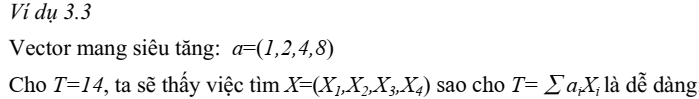 Ví dụ 3.3
Vector mang siêu tăng: a=(1,2,4,8)
Cho T=14, ta sẽ thấy việc tìm X=(X₁,X₂,X₃,X₄) sao cho T= ∑aᵢXᵢ là dễ dàng